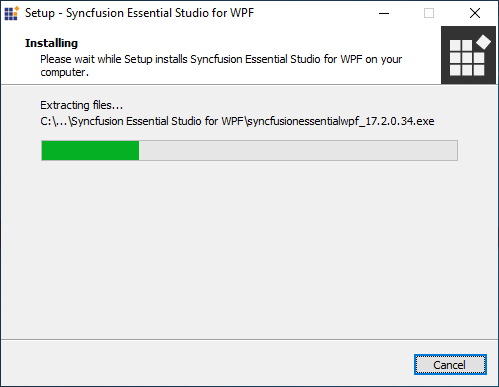 Setup - Syncfusion Essential Studio for WPF
Installing
Please wait while Setup installs Syncfusion Essential Studio for WPF on your
computer.
Extracting files...
C:\...\Syncfusion Essential Studio for WPF\syncfusionessentialwpf_17.2.0.34.exe
Cancel